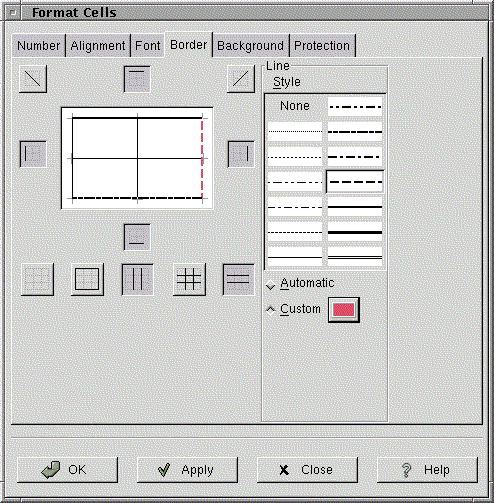 Format Cells
Number Alignment Font Border Background Protection
Line
Style
None
Automatic
Custom
OK Apply Close Help